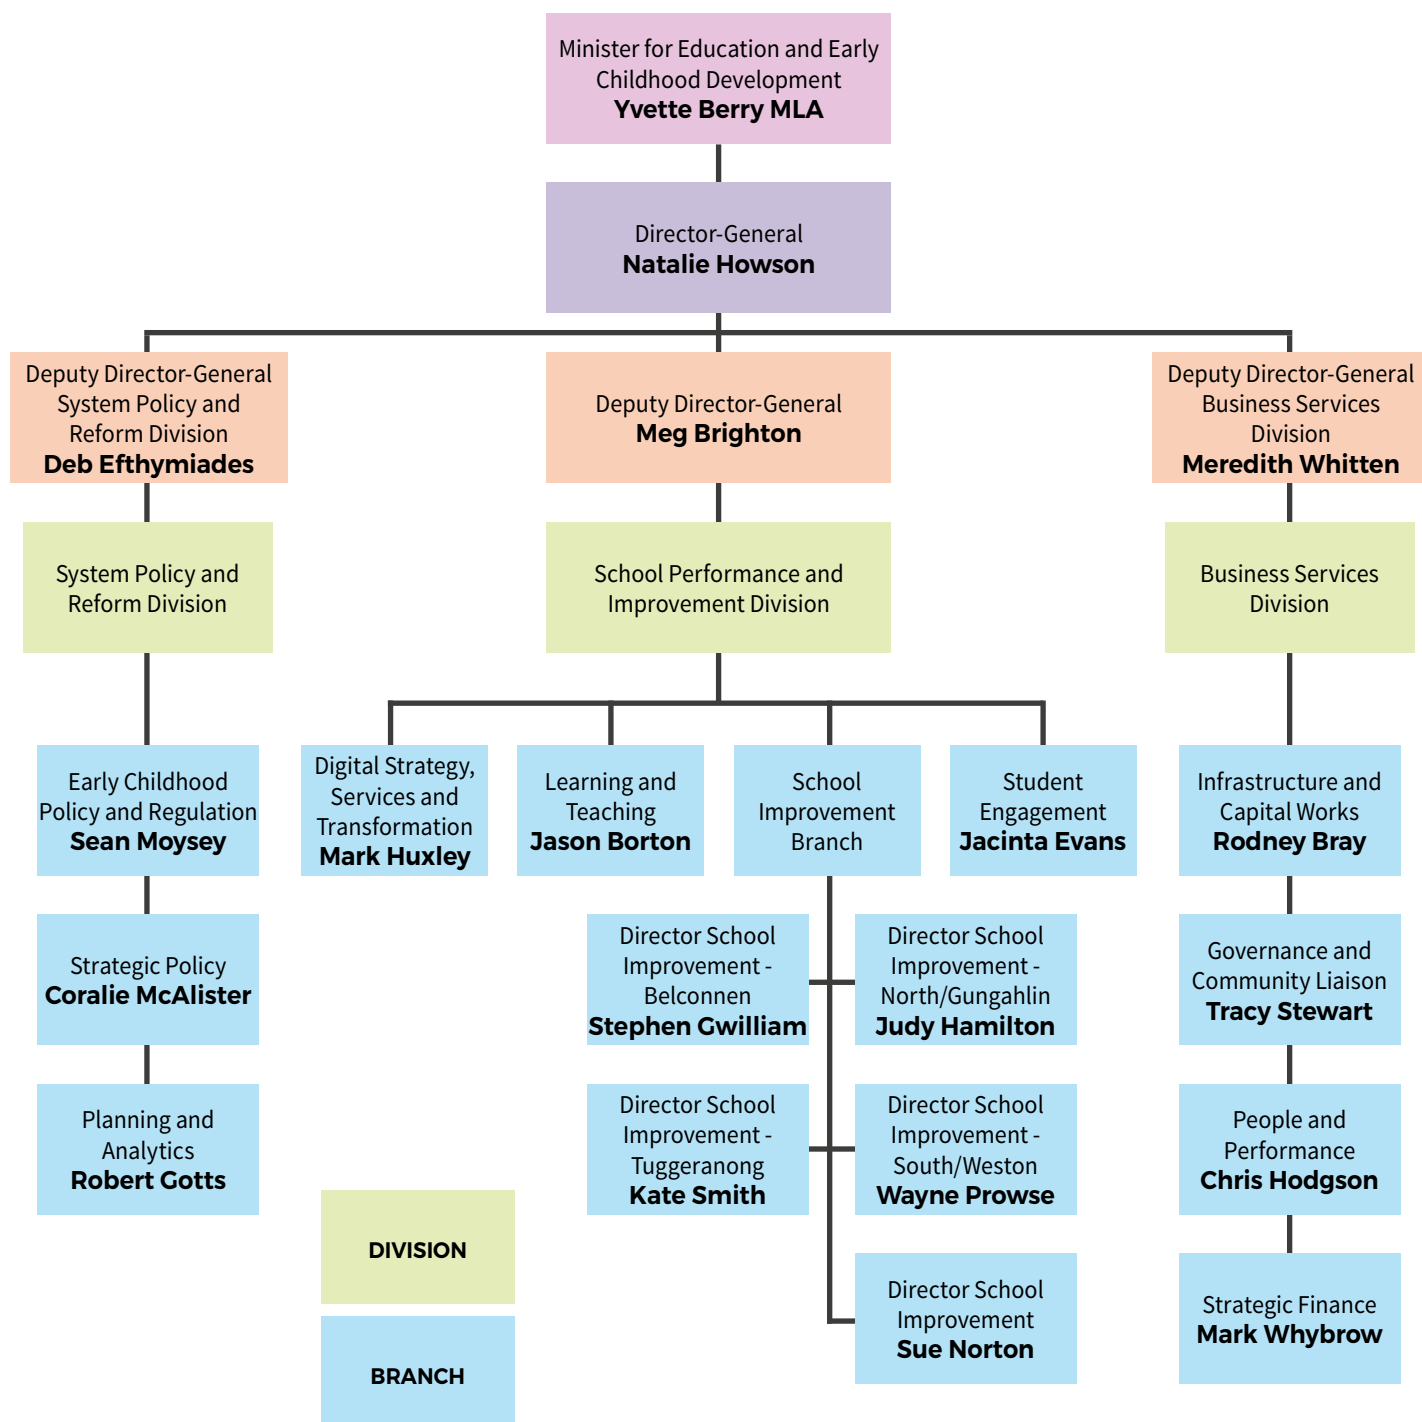 Minister for Education and Early
Childhood Development
Yvette Berry MLA
Director-General
Natalie Howson
Deputy Director-General
System Policy and
Reform Division
Deb Efthymiades
Deputy Director-General
Meg Brighton
Deputy Director-General
Business Services
Division
Meredith Whitten
System Policy and
Reform Division
School Performance and
Improvement Division
Business Services
Division
Early Childhood
Policy and Regulation
Sean Moysey
Digital Strategy,
Services and
Transformation
Mark Huxley
Learning and
Teaching
Jason Borton
School
Improvement
Branch
Student
Engagement
Jacinta Evans
Infrastructure and
Capital Works
Rodney Bray
Strategic Policy
Coralie McAlister
Director School
Improvement -
Belconnen
Stephen Gwilliam
Director School
Improvement -
North/Gungahlin
Judy Hamilton
Governance and
Community Liaison
Tracy Stewart
Planning and
Analytics
Robert Gotts
Director School
Improvement -
Tuggeranong
Kate Smith
Director School
Improvement -
South/Weston
Wayne Prowse
People and
Performance
Chris Hodgson
DIVISION
Director School
Improvement
Sue Norton
Strategic Finance
Mark Whybrow
BRANCH